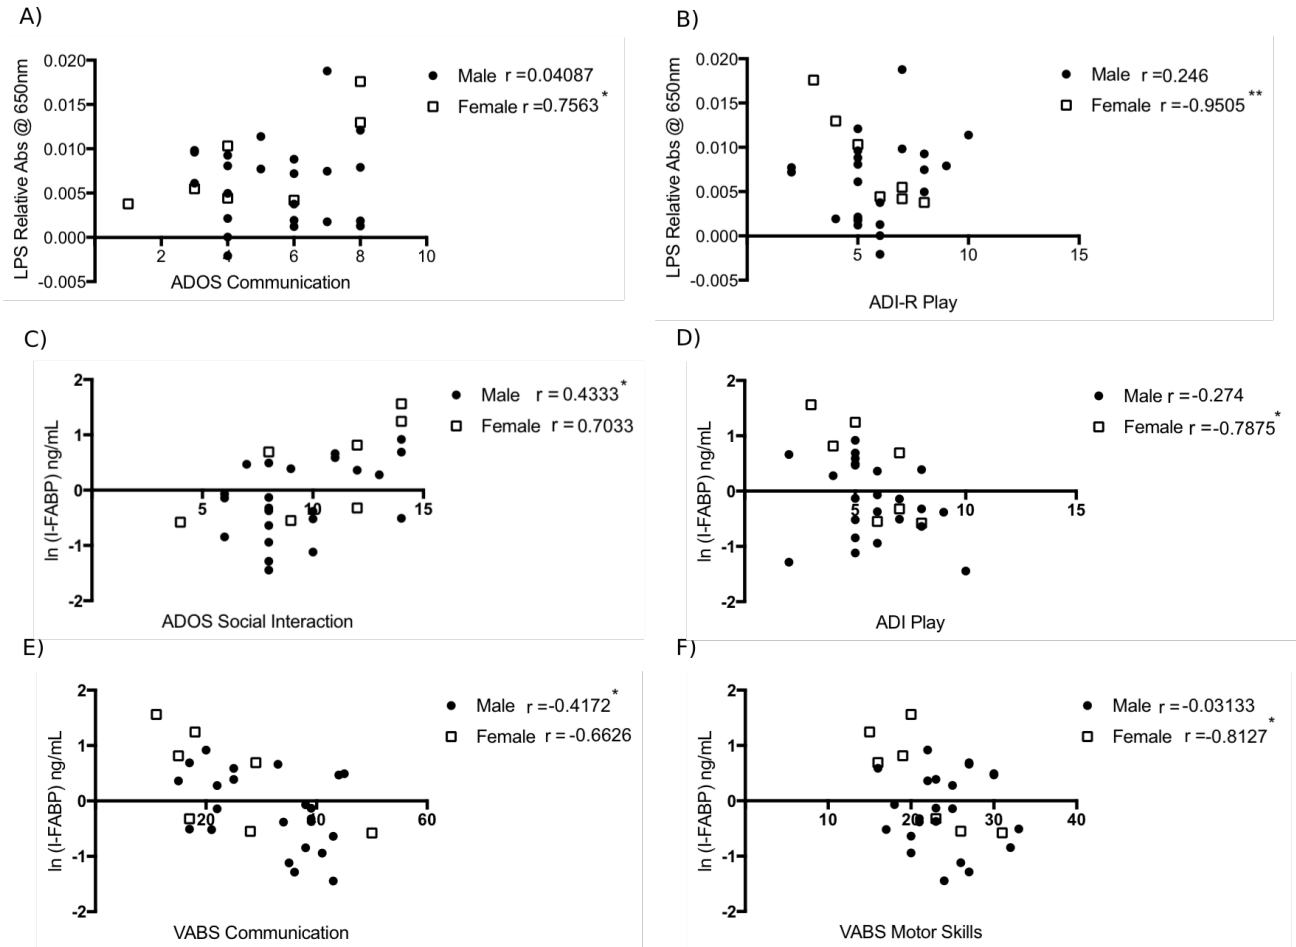 A)
LPS Relative Abs @ 650nm
0.020
0.015
0.010
0.005
0.000
-0.005
2
4
6
8
10
ADOS Communication
Male r =0.04087
Female r =0.7563 *
B)
LPS Relative Abs @ 650nm
0.020
0.015
0.010
0.005
0.000
-0.005
5
10
15
ADI-R Play
Male r =0.246
Female r =-0.9505 **
C)
ln (I-FABP) ng/mL
2
1
0
-1
-2
5
10
15
ADOS Social Interaction
Male r = 0.4333 *
Female r = 0.7033
D)
ln (I-FABP) ng/mL
2
1
0
-1
-2
5
10
15
ADI Play
Male r =-0.274
Female r =-0.7875 *
E)
ln (I-FABP) ng/mL
2
1
0
-1
-2
20
40
60
VABS Communication
Male r =-0.4172 *
Female r =-0.6626
F)
ln (I-FABP) ng/mL
2
1
0
-1
-2
10
20
30
40
VABS Motor Skills
Male r =-0.03133
Female r =-0.8127 *